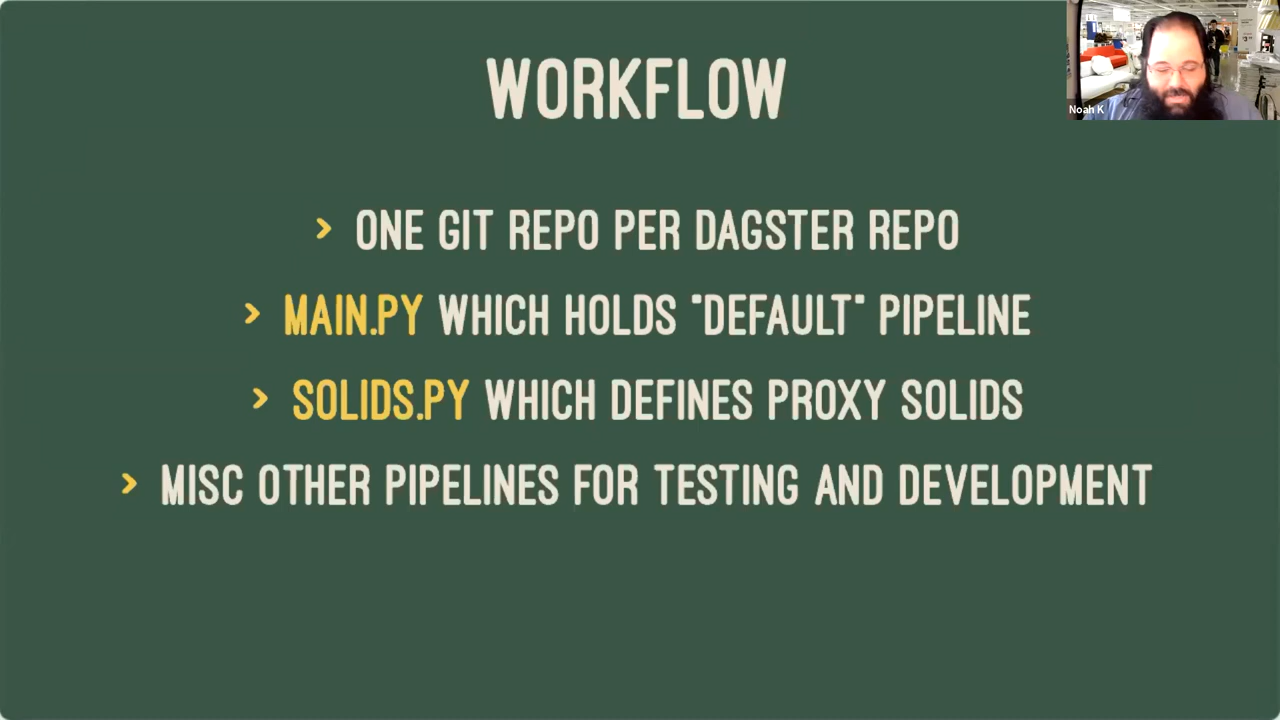 WORKFLOW
Noah K
> ONE GIT REPO PER DAGSTER REPO
> MAIN.PY WHICH HOLDS "DEFAULT" PIPELINE
> SOLIDS.PY WHICH DEFINES PROXY SOLIDS
> MISC OTHER PIPELINES FOR TESTING AND DEVELOPMENT